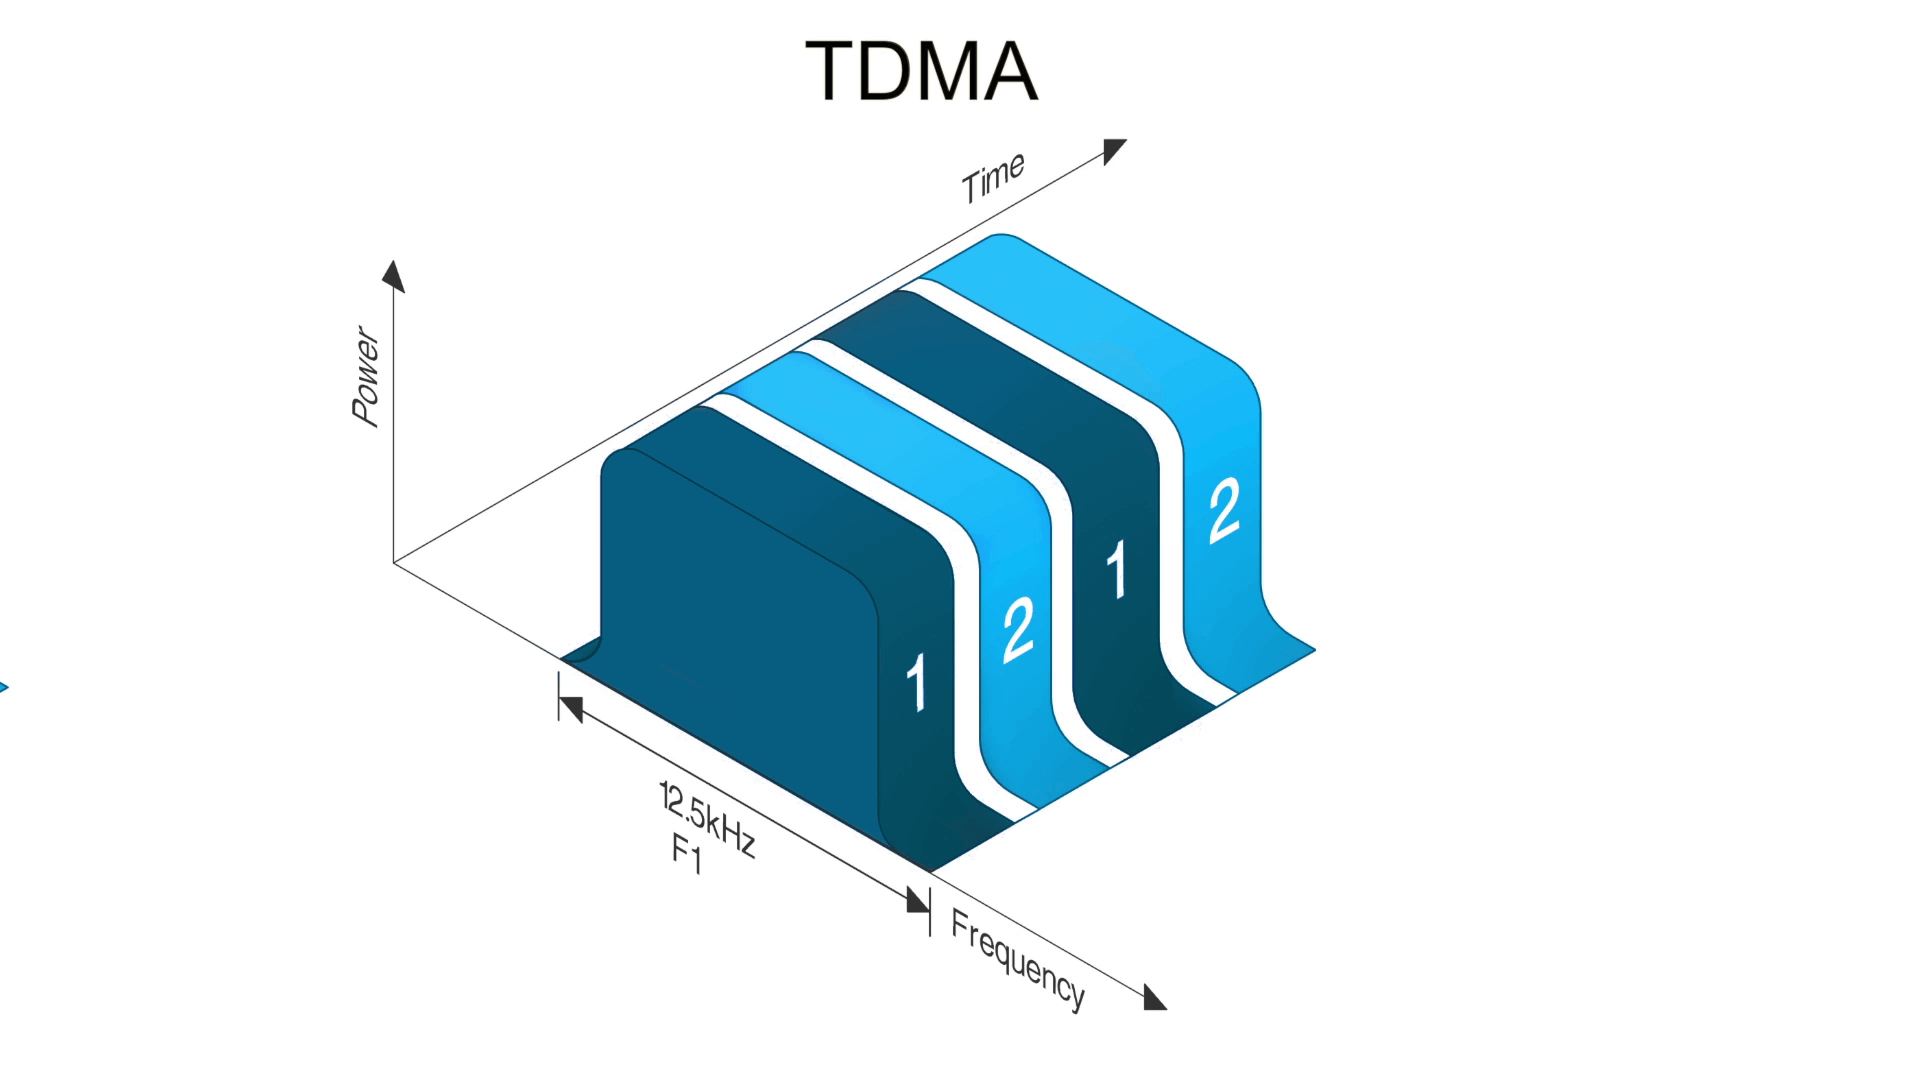 TDMA
Time
Power
2
1
2
1
12.5kHz
F1
Frequency